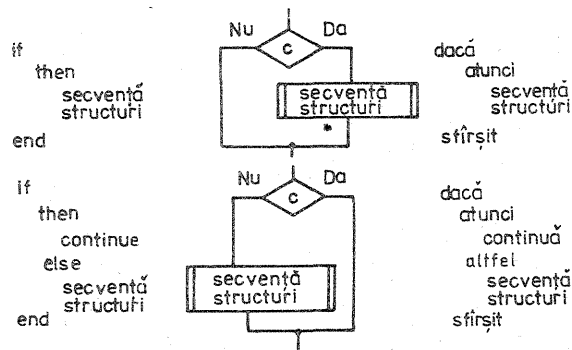 Nu Da
if
c
dacă
then
atunci
secvență
structuri
secvență
structuri
secvență
structuri
end
sfîrșit
Nu Da
if
c
dacă
then
atunci
continue
continuă
else
altfel
secvență
structuri
secvență
structuri
secvență
structuri
end
sfîrșit